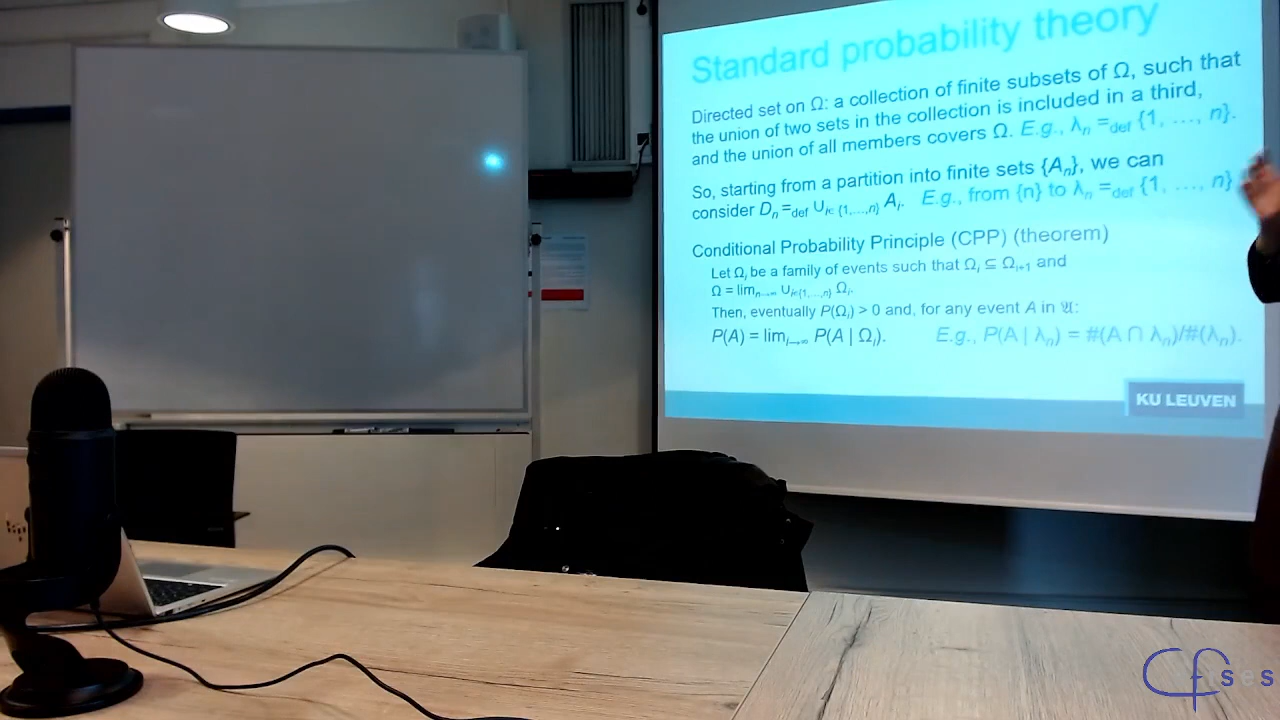 Standard probability theory
Directed set on Ω: a collection of finite subsets of Ω, such that
the union of two sets in the collection is included in a third,
and the union of all members covers Ω. E.g., λₙ =def {1, …, n}.
So, starting from a partition into finite sets {Aₙ}, we can
consider Dₙ =def ∪i∈{1,…,n} Aᵢ. E.g., from {n} to λₙ =def {1, …, n}
Conditional Probability Principle (CPP) (theorem)
Let Ωᵢ be a family of events such that Ωᵢ ⊆ Ωᵢ₊₁ and
Ω = limn→∞ ∪i∈{1,…,n} Ωᵢ.
Then, eventually P(Ωᵢ) > 0 and, for any event A in 𝔄:
P(A) = limi→∞ P(A | Ωᵢ). E.g., P(A | λₙ) = #(A ∩ λₙ)/#(λₙ).
KU LEUVEN
Cfses